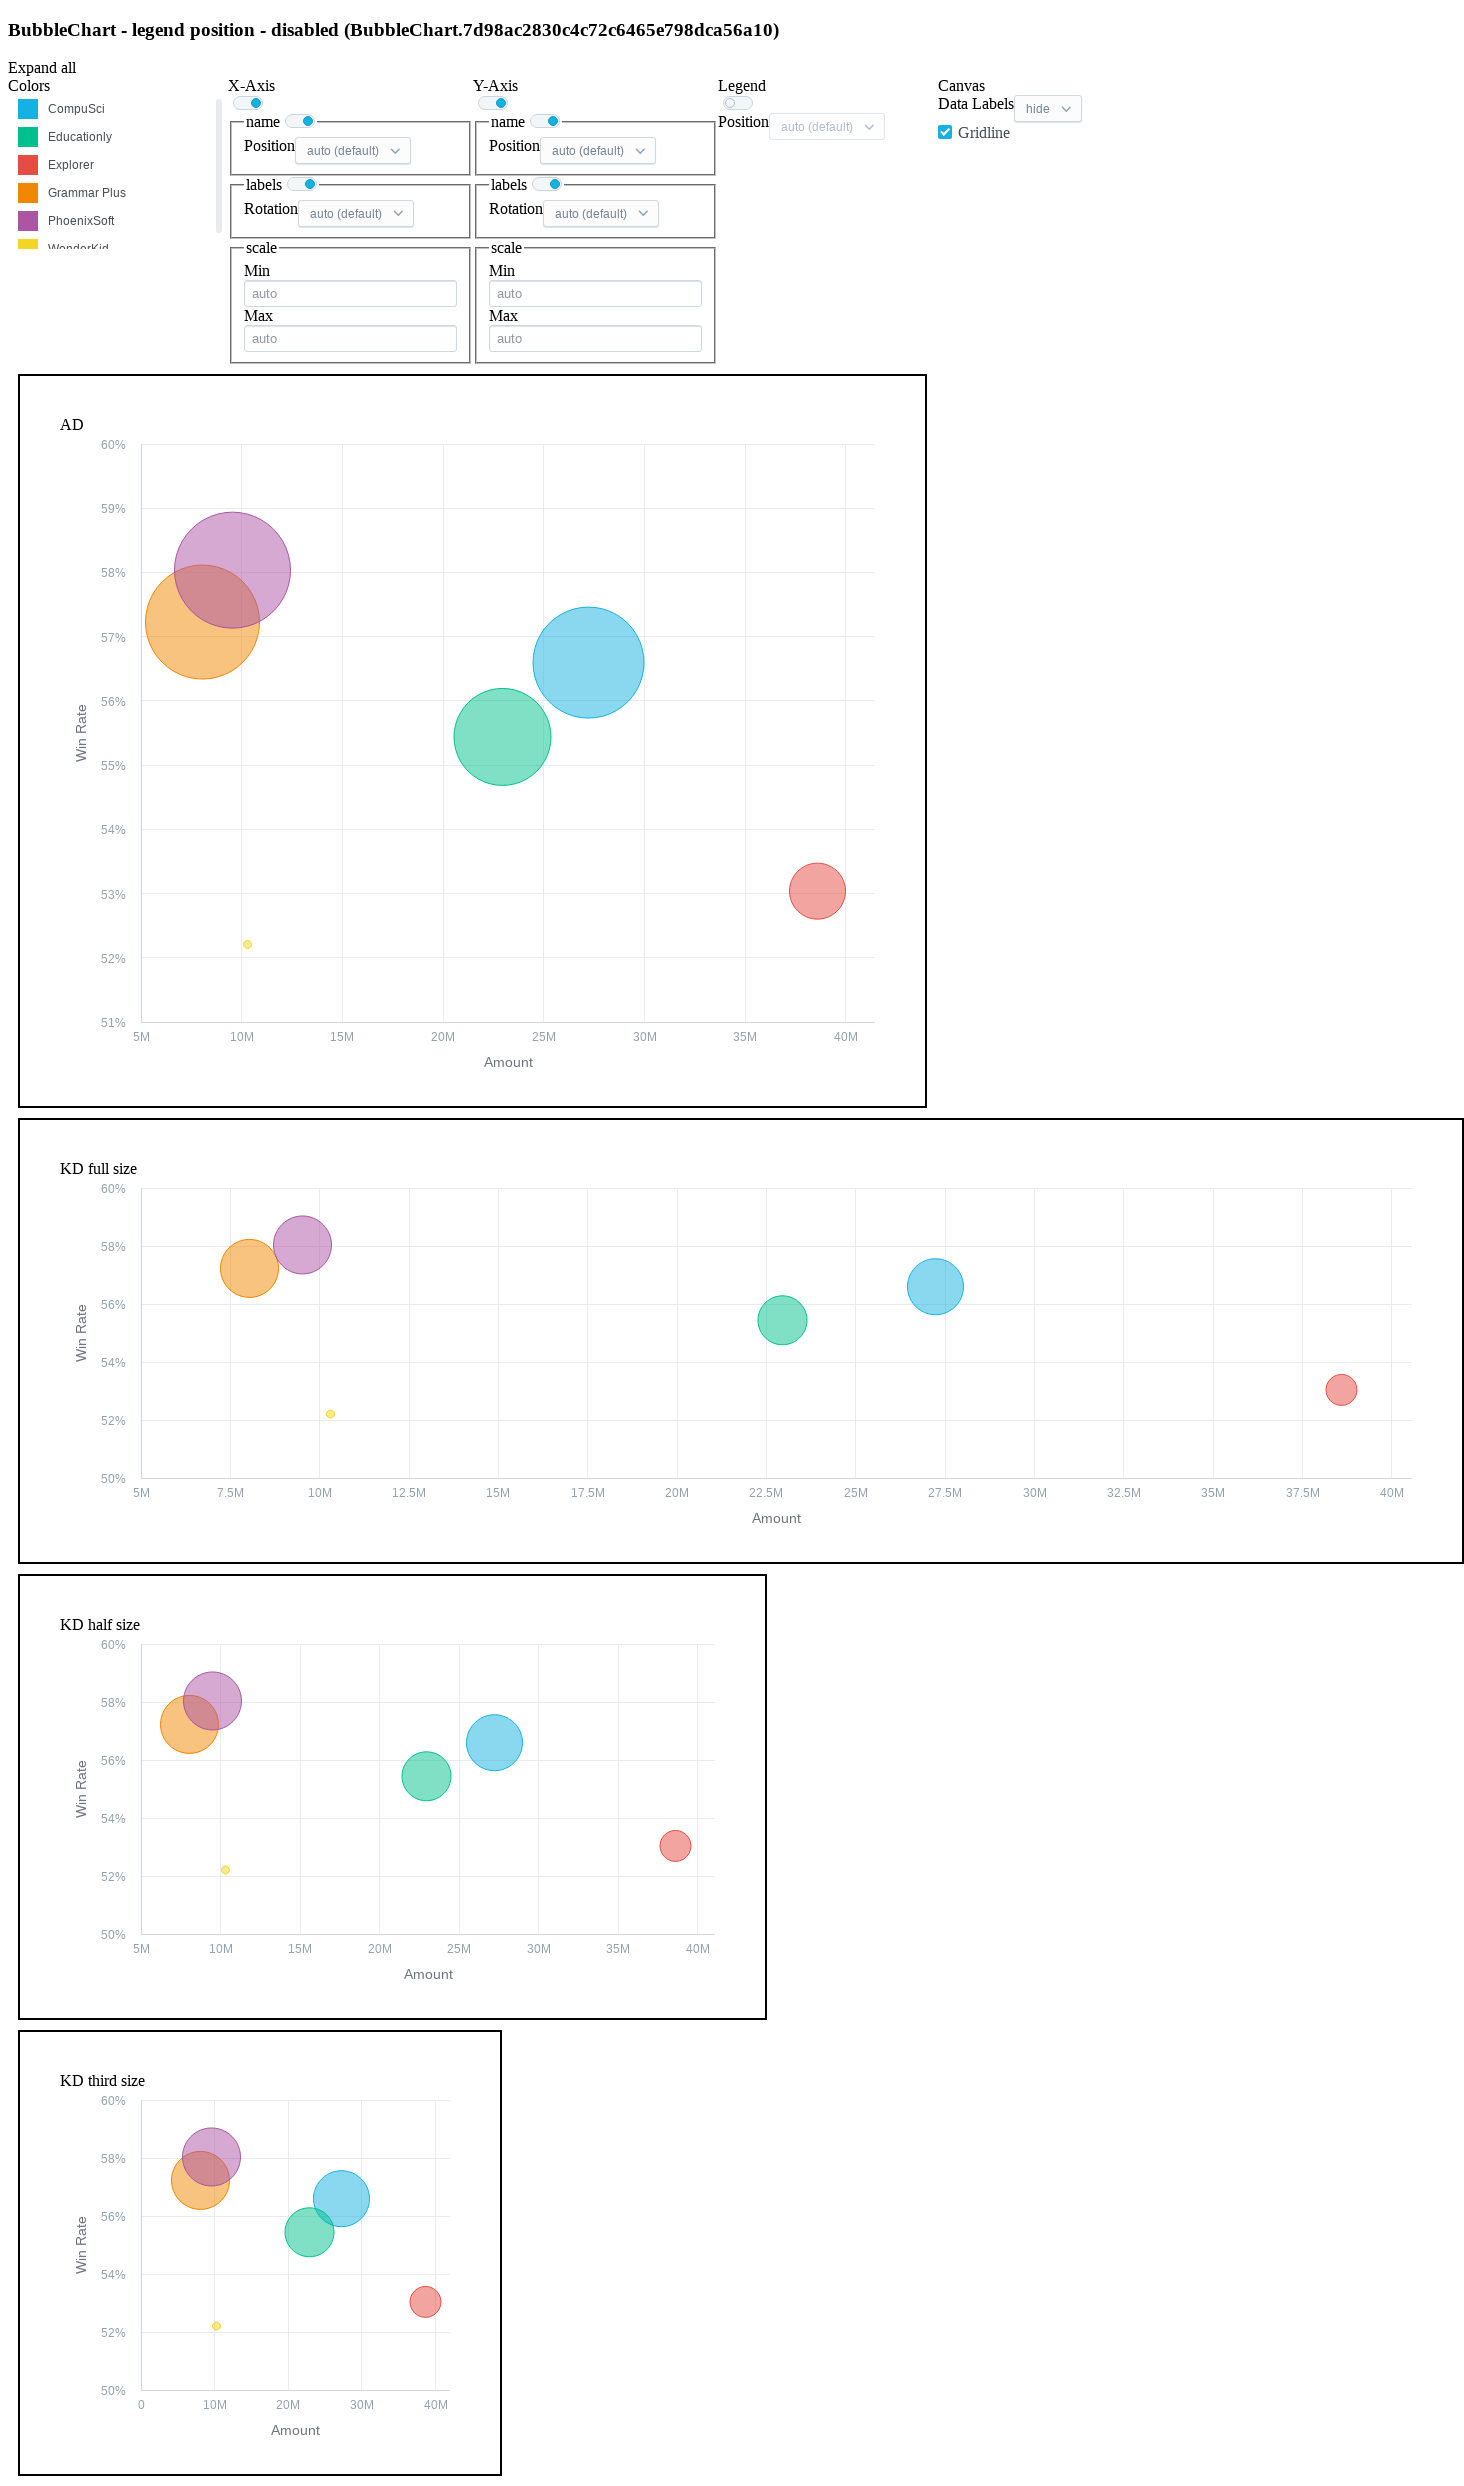 BubbleChart - legend position - disabled (BubbleChart.7d98ac2830c4c72c6465e798dca56a10)
Expand all
Colors
CompuSci
Educationly
Explorer
Grammar Plus
PhoenixSoft
WonderKid
X-Axis
name
Position auto (default)
labels
Rotation auto (default)
scale
Min
auto
Max
auto
Y-Axis
name
Position auto (default)
labels
Rotation auto (default)
scale
Min
auto
Max
auto
Legend
Position auto (default)
Canvas
Data Labels hide
Gridline
AD
60%
59%
58%
57%
56%
55%
54%
53%
52%
51%
Win Rate
5M 10M 15M 20M 25M 30M 35M 40M
Amount
KD full size
60%
58%
56%
54%
52%
50%
Win Rate
5M 7.5M 10M 12.5M 15M 17.5M 20M 22.5M 25M 27.5M 30M 32.5M 35M 37.5M 40M
Amount
KD half size
60%
58%
56%
54%
52%
50%
Win Rate
5M 10M 15M 20M 25M 30M 35M 40M
Amount
KD third size
60%
58%
56%
54%
52%
50%
Win Rate
0 10M 20M 30M 40M
Amount